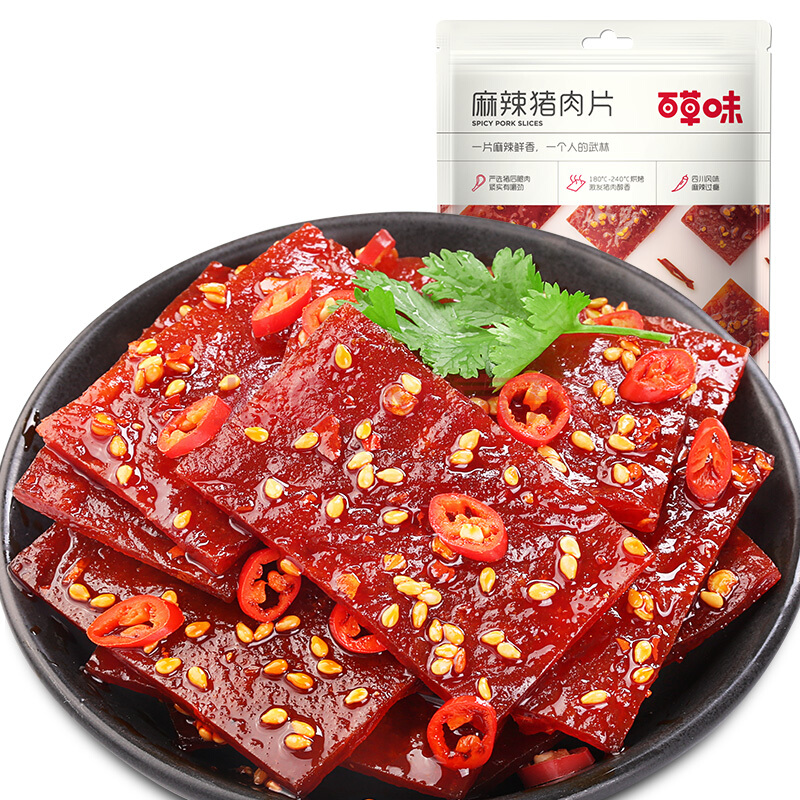 麻辣猪肉片
SPICY PORK SLICES
百草味
一片麻辣鲜香，一个人的武林
严选猪后腿肉
紧实有嚼劲
180℃-240℃烘烤
激发猪肉醇香
四川风味
麻辣过瘾